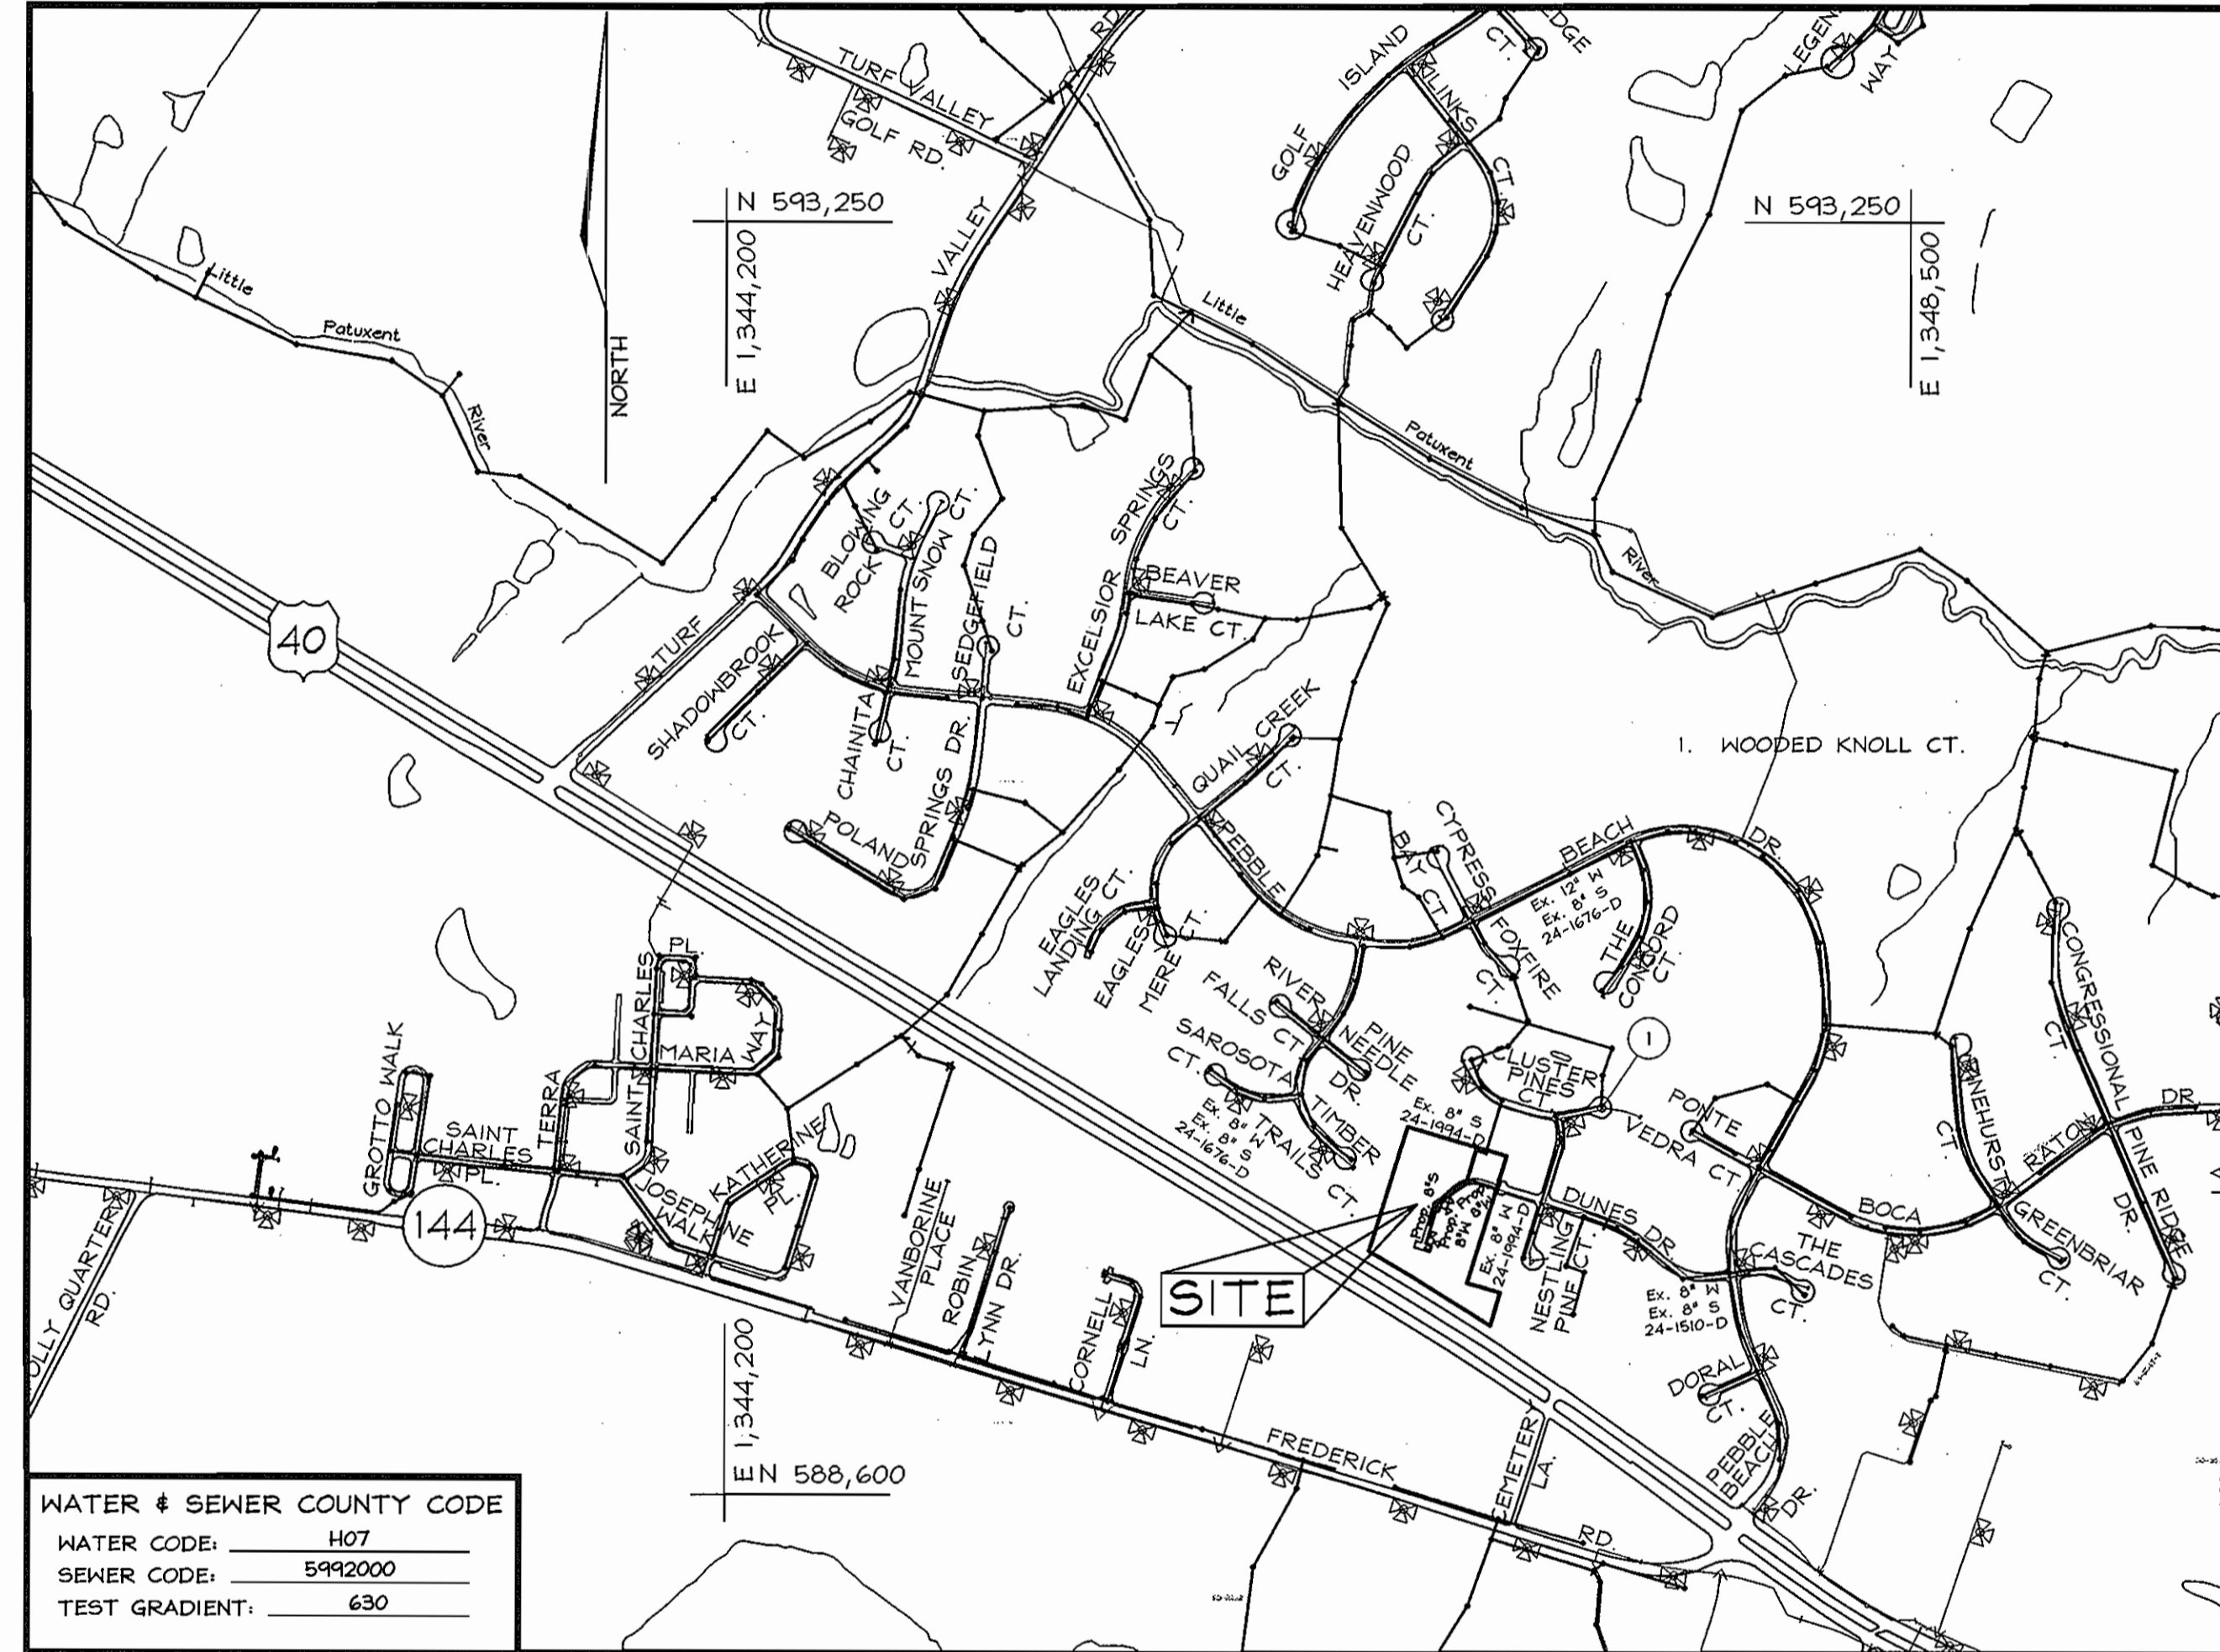 TURF VALLEY
RD.
GOLF RD.
GOLF
ISLAND
CT.
LINKS
CT.
HEAVENWOOD
CT.
WAY
N 593,250
E 1,344,200
N 593,250
E 1,348,500
NORTH
VALLEY
TURF
Little
Patuxent
River
Little
Patuxent
River
40
BLOWING
ROCK
CT.
MOUNT SNOW CT.
SEDGEFIELD
CT.
EXCELSIOR SPRINGS
CT.
BEAVER
LAKE CT.
SHADOWBROOK
CT.
CHAINITA
CT.
POLAND
SPRINGS DR.
QUAIL CREEK
CT.
1. WOODED KNOLL CT.
PEBBLE
BEACH
DR.
BAY
CT
CYPRESS
FOXFIRE
CT.
Ex. 12" W
Ex. 8" S
24-1676-D
THE
CONCORD
CT.
EAGLES
LANDING CT.
EAGLES
MERE CT.
RIVER
FALLS CT.
PINE
NEEDLE
DR.
SAROSOTA
CT.
TIMBER
TRAILS CT.
Ex. 8" W
Ex. 8" S
24-1676-D
Ex. 8" S
24-1994-D
CLUSTER
PINES
CT
1
PONTE
VEDRA CT.
PINEHURST
CT.
CONGRESSIONAL
CT.
BOCA
RATON
DR.
PINE RIDGE
DR.
GREENBRIAR
CT.
THE
CASCADES
CT.
DUNES DR.
NESTLING
PINE CT.
Prop. 8"S
8"W
Ex. 8" W
24-1994-D
Ex. 8" W
Ex. 8" S
24-1510-D
SITE
DORAL
CT.
PEBBLE
BEACH
DR.
GROTTO WALK
SAINT
CHARLES
PL.
TERRA
MARIA
WAY
SAINT CHARLES
PL.
JOSEPHINE
WALK
KATHERINE
PL.
144
VANBORINE
PLACE
ROBIN
LYNN DR.
CORNELL
LN.
FREDERICK
RD.
CEMETERY
LA.
OLLY QUARTER
RD.
E 1,344,200
E N 588,600
WATER & SEWER COUNTY CODE
WATER CODE: H07
SEWER CODE: 5992000
TEST GRADIENT: 630